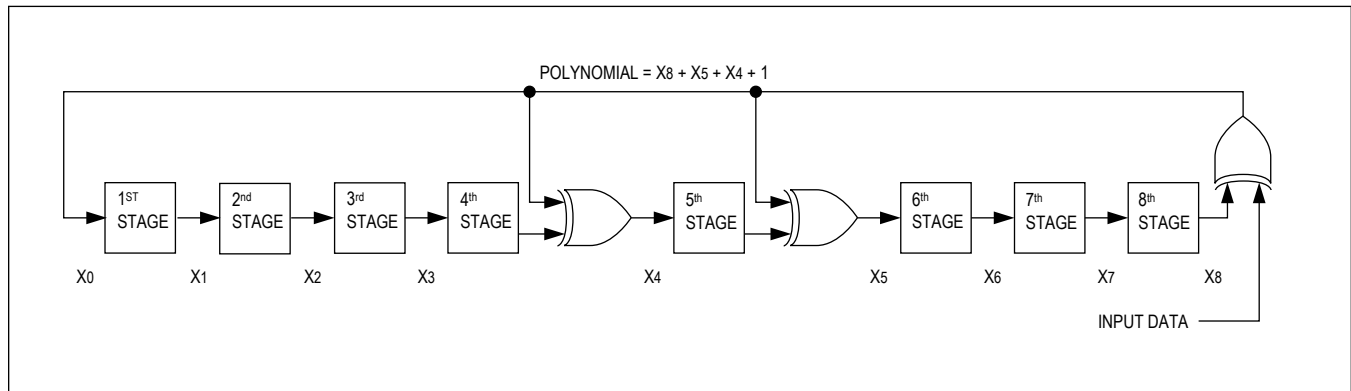 POLYNOMIAL = X8 + X5 + X4 + 1
1ST STAGE
2nd STAGE
3rd STAGE
4th STAGE
5th STAGE
6th STAGE
7th STAGE
8th STAGE
X0 X1 X2 X3 X4 X5 X6 X7 X8
INPUT DATA